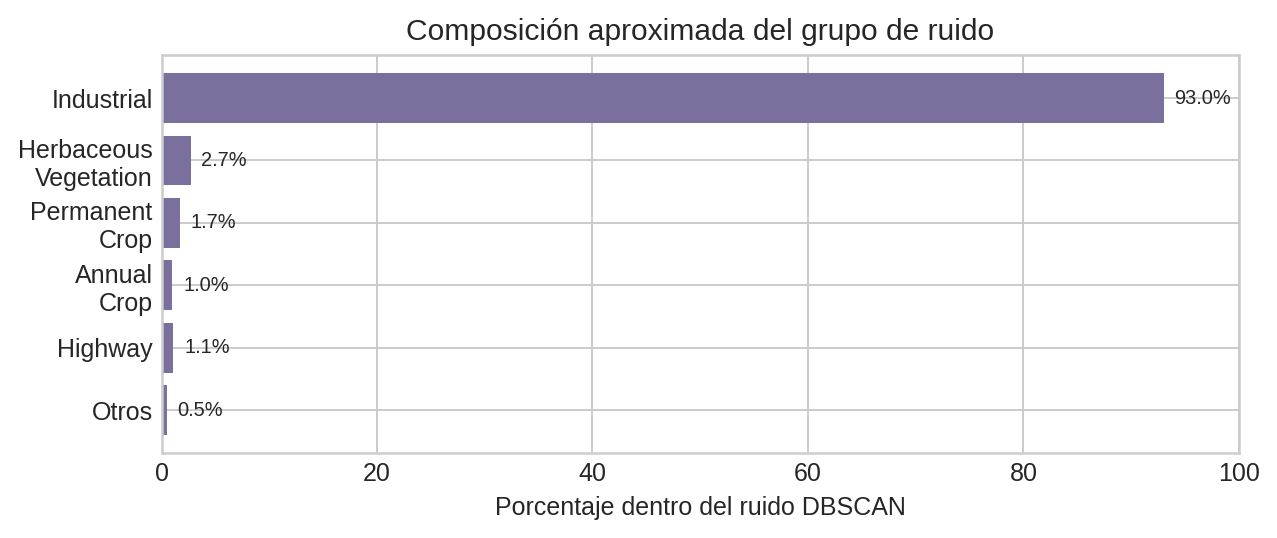 Composición aproximada del grupo de ruido
Industrial
93.0%
Herbaceous
Vegetation
2.7%
Permanent
Crop
1.7%
Annual
Crop
1.0%
Highway
1.1%
Otros
0.5%
0 20 40 60 80 100
Porcentaje dentro del ruido DBSCAN